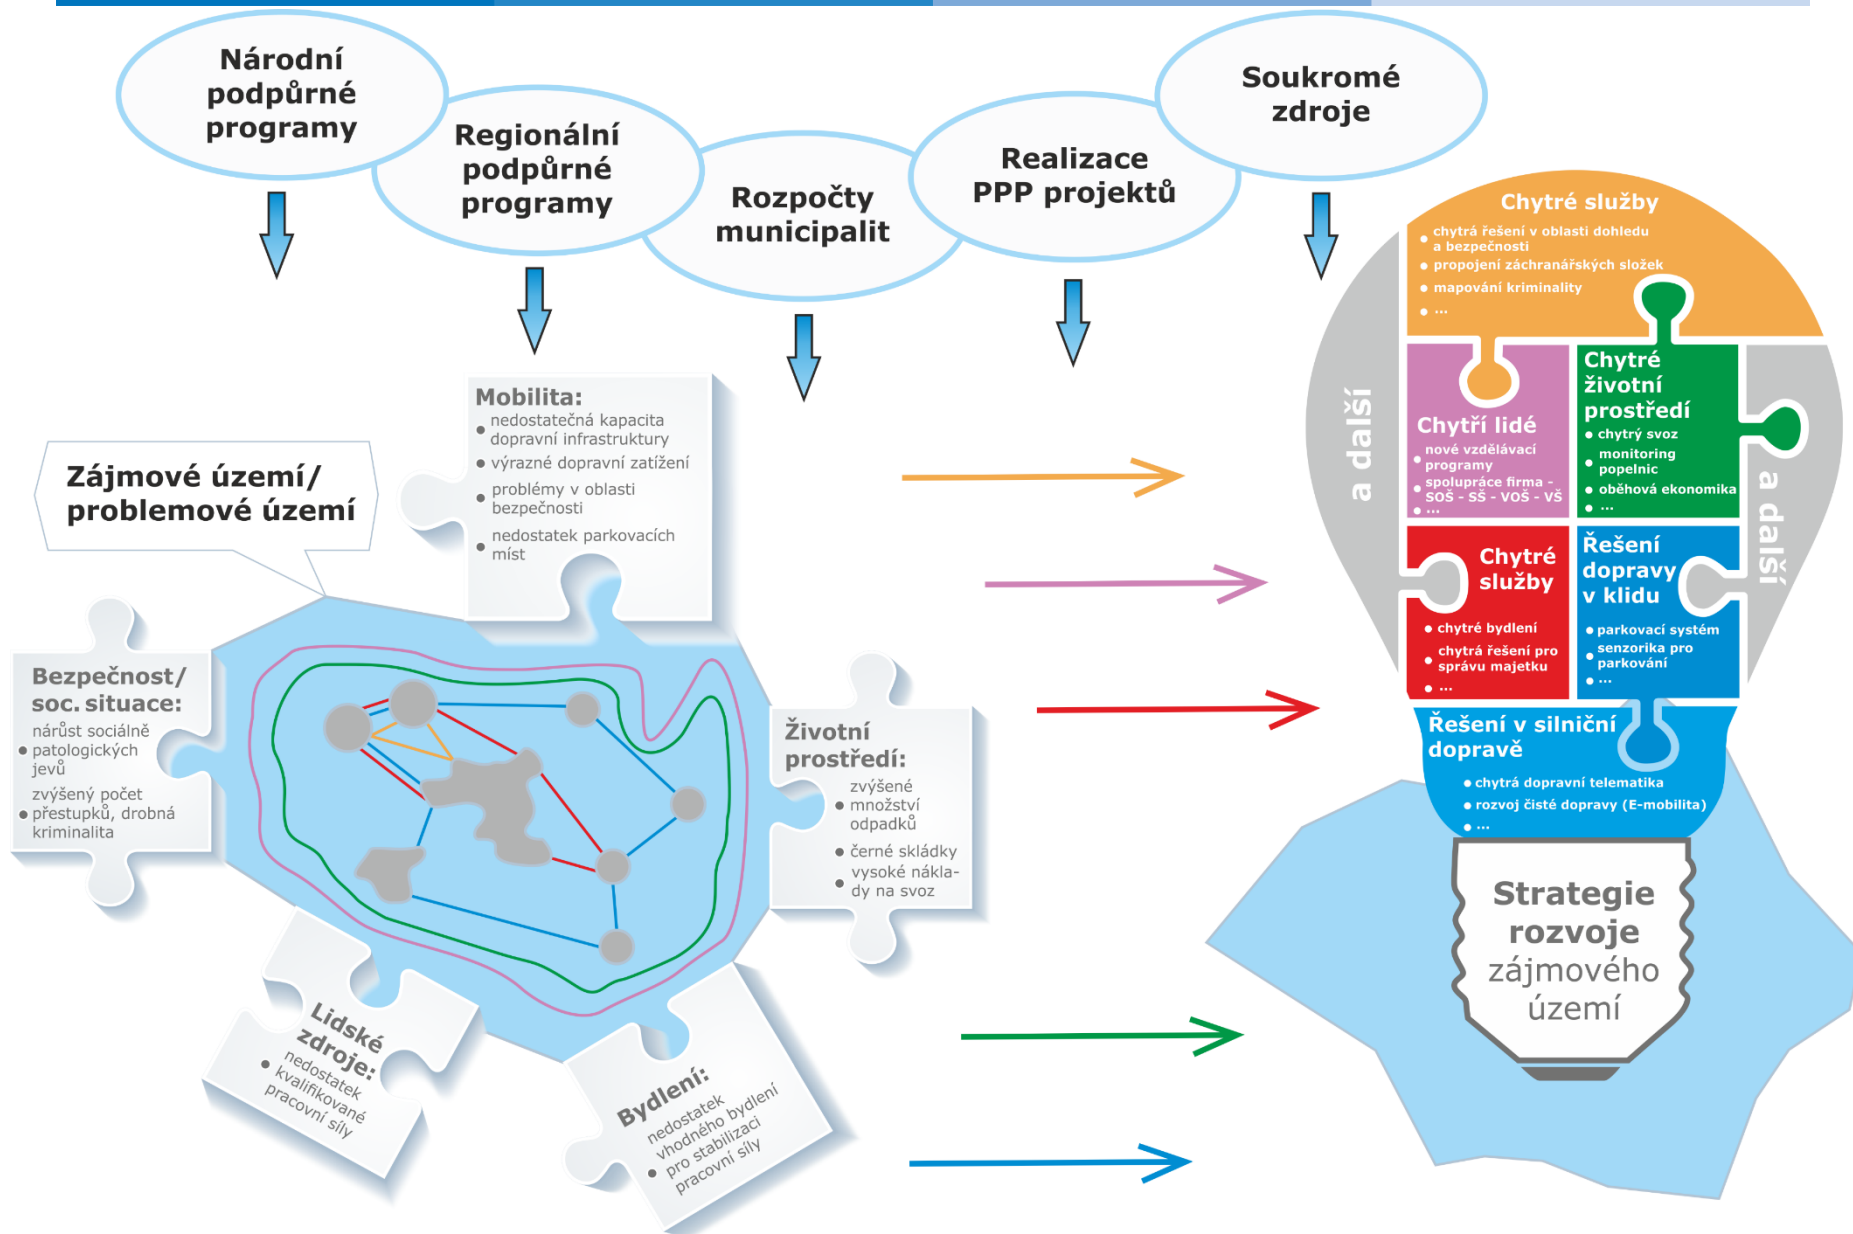 Národní
podpůrné
programy
Regionální
podpůrné
programy
Rozpočty
municipalit
Realizace
PPP projektů
Soukromé
zdroje
Zájmové území/
problemové území
Mobilita:
nedostatečná kapacita
dopravní infrastruktury
výrazné dopravní zatížení
problémy v oblasti
bezpečnosti
nedostatek parkovacích
míst
Bezpečnost/
soc. situace:
nárůst sociálně
patologických
jevů
zvýšený počet
přestupků, drobná
kriminalita
Životní
prostředí:
zvýšené
množství
odpadků
černé skládky
vysoké nákla-
dy na svoz
Lidské
zdroje:
nedostatek
kvalifikované
pracovní síly
Bydlení:
nedostatek
vhodného bydlení
pro stabilizaci
pracovní síly
Chytré služby
chytrá řešení v oblasti dohledu
a bezpečnosti
propojení záchranářských složek
mapování kriminality
...
a další
Chytří lidé
nové vzdělávací
programy
spolupráce firma -
SOŠ - SŠ - VOŠ - VŠ
...
Chytré
životní
prostředí
chytrý svoz
monitoring
popelnic
oběhová ekonomika
...
a další
Chytré
služby
chytré bydlení
chytrá řešení pro
správu majetku
...
Řešení
dopravy
v klidu
parkovací systém
senzorika pro
parkování
...
Řešení v silniční
dopravě
chytrá dopravní telematika
rozvoj čisté dopravy (E-mobilita)
...
Strategie
rozvoje
zájmového
území